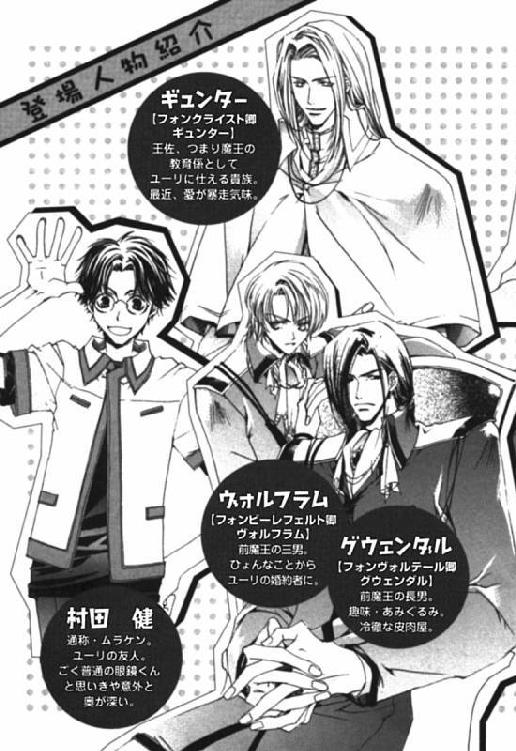 登場人物紹介
ギュンター
【フォンクライスト卿
ギュンター】
王佐、つまり魔王の
教育係として
ユーリに仕える貴族。
最近、愛が暴走気味。
ヴォルフラム
【フォンビーレフェルト卿
ヴォルフラム】
前魔王の三男。
ひょんなことから
ユーリの婚約者に。
グウェンダル
【フォンヴォルテール卿
グウェンダル】
前魔王の長男。
趣味・あみぐるみ。
冷徹な皮肉屋。
村田 健
通称・ムラケン。
ユーリの友人。
ごく普通の眼鏡くん
と思いきや意外と
奥が深い。